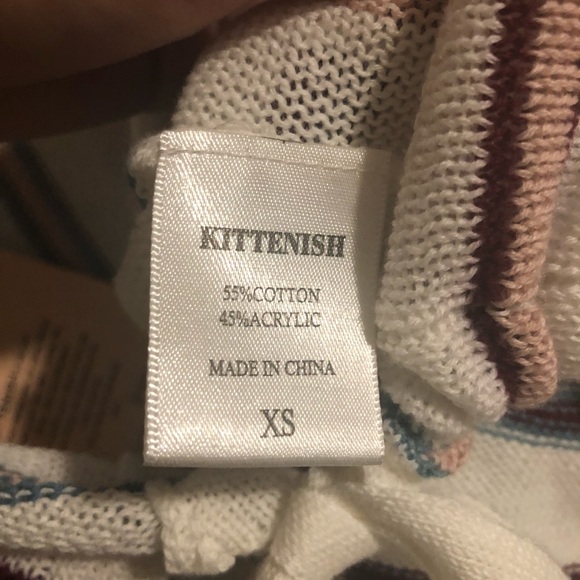 KITTENISH
55%COTTON
45%ACRYLIC
MADE IN CHINA
XS